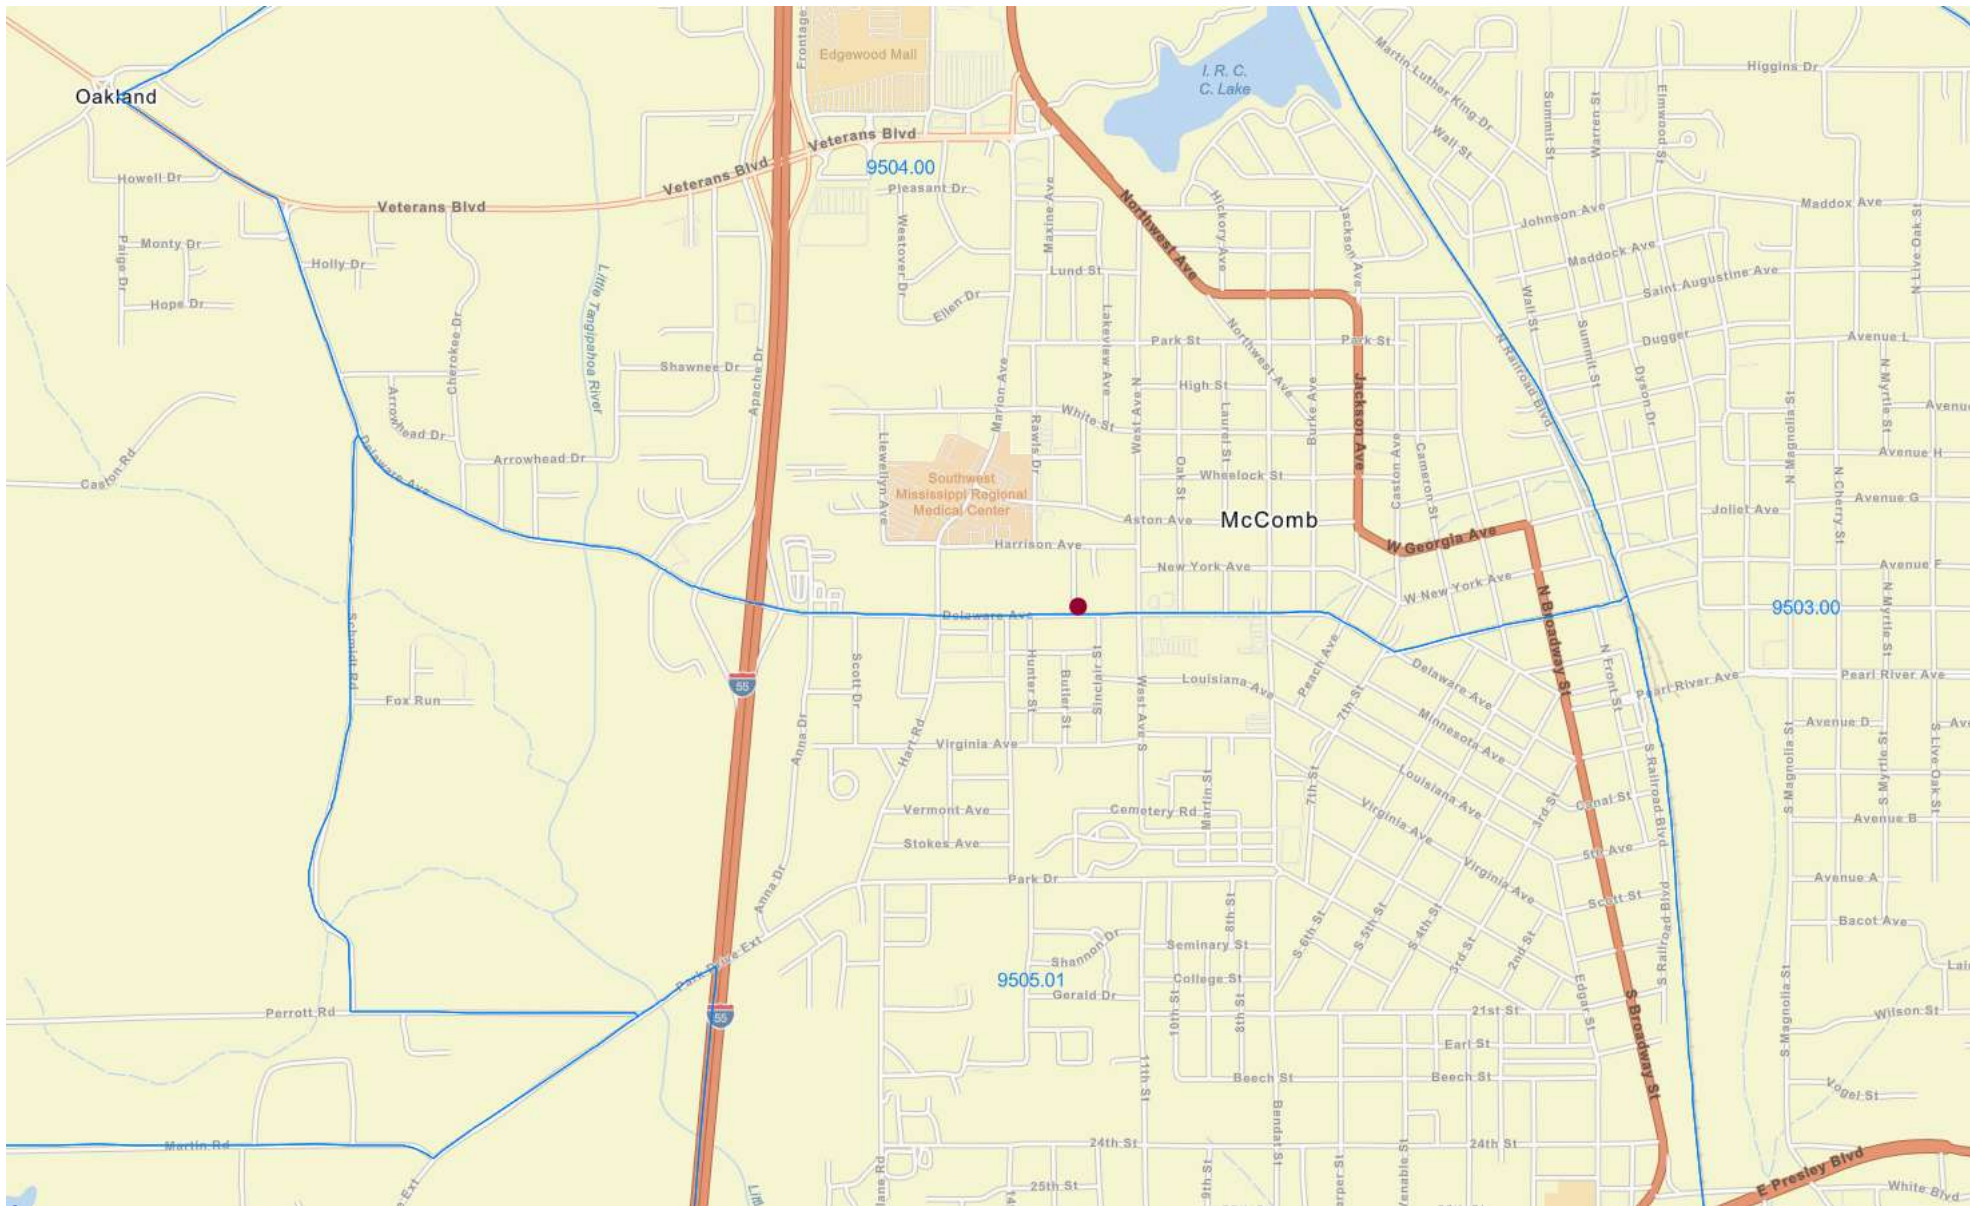 Frontage
Edgewood Mall
I. R. C.
C. Lake
Martin Luther King Dr
Higgins Dr
Oakland
Summit St
Warren St
Elmwood St
Veterans Blvd
Wall St
9504.00
Veterans Blvd
Howell Dr
Pleasant Dr
Veterans Blvd
Westover Dr
Maxine Ave
Northwest Ave
Hickory Ave
Jackson Ave
Johnson Ave
Maddox Ave
N Live Oak St
Paige Dr
Monty Dr
Holly Dr
Maddock Ave
Lund St
Saint Augustine Ave
Hope Dr
Little Tangipahoa River
Ellen Dr
Wall St
Cherokee Dr
Lakeview Ave
Northwest Ave
Park St
Park St
N Railroad Blvd
Summit St
Dugger
Avenue L
Shawnee Dr
Apache Dr
Marion Ave
High St
Dyson Dr
N Myrtle St
Arrowhead Dr
N West Ave
Burke Ave
Jackson Ave
N Magnolia St
White St
Rawls Dr
Laurel St
Caston Ave
Cameron St
Llewellyn Ave
West Ave
Delaware Ave
Arrowhead Dr
Avenue H
Caston Rd
Oak St
Wheelock St
N Cherry St
Southwest
Mississippi Regional
Medical Center
Avenue G
Joliet Ave
Aston Ave
McComb
Harrison Ave
W Georgia Ave
New York Ave
Avenue F
W New York Ave
N Broadway St
9503.00
Delaware Ave
N Myrtle St
Schmidt Rd
Scott Dr
Hunter St
Butler St
Sinclair St
Peach Ave
Delaware Ave
N Front St
55
West Ave S
Louisiana Ave
Pearl River Ave
Pearl River Ave
Fox Run
7th St
Minnesota Ave
Avenue D
Anna Dr
Hart Rd
Virginia Ave
S Railroad Blvd
S Magnolia St
S Myrtle St
S Live Oak St
7th St
Louisiana Ave
Martin St
Vermont Ave
Cemetery Rd
Virginia Ave
3rd St
Canal St
Avenue B
Stokes Ave
5th Ave
Park Dr
Virginia Ave
Avenue A
Anna Dr
8th St
Scott St
Bacot Ave
Shannon Dr
Seminary St
S 6th St
S 5th St
S 4th St
3rd St
2nd St
S Railroad Blvd
Park Drive Ext
9505.01
College St
Gerald Dr
Edgar St
Perrott Rd
55
10th St
8th St
21st St
S Broadway St
S Magnolia St
Wilson St
Earl St
11th St
Beech St
Beech St
Vogel St
Bendat St
Martin Rd
24th St
24th St
E Presley Blvd
25th St
9th St
Venable St
White Blvd